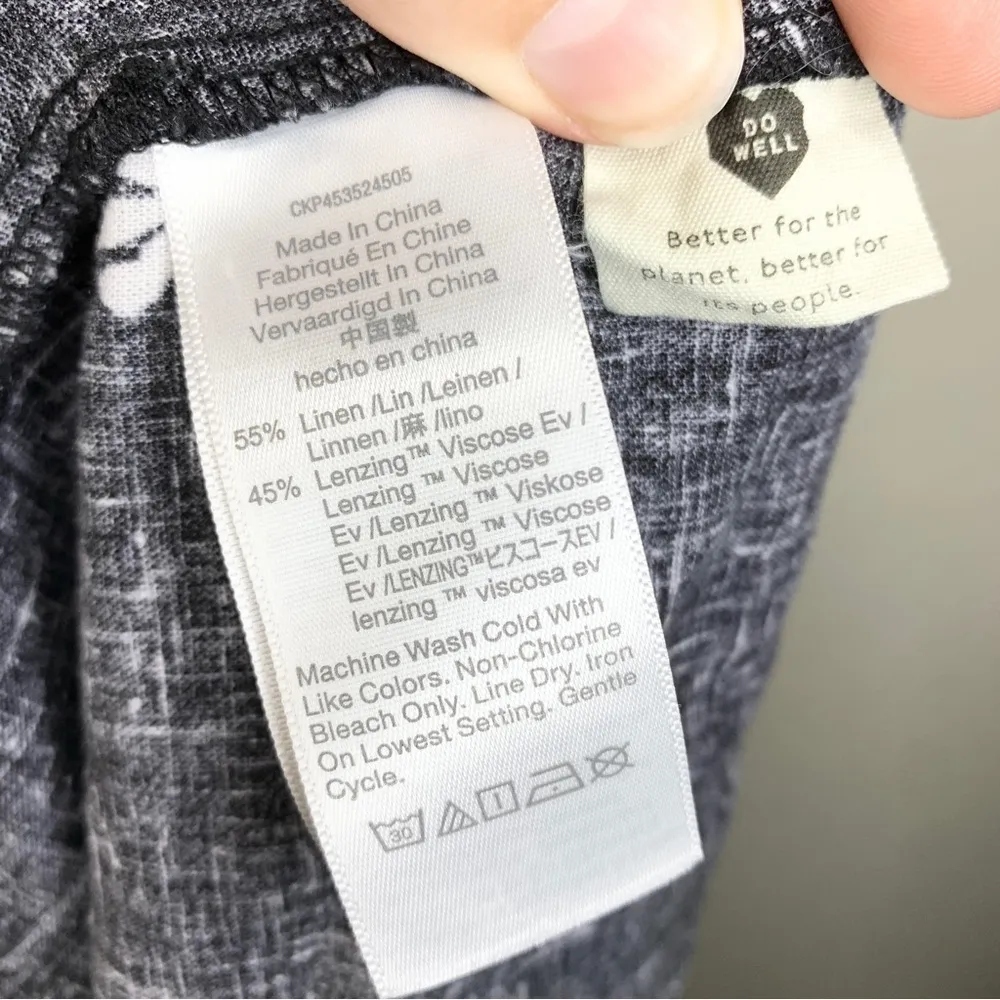 CKP453524505
Made In China
Fabriqué En Chine
Hergestellt In China
Vervaardigd In China
中国製
hecho en china
55% Linen /Lin /Leinen /
Linnen /麻 /lino
45% Lenzing™ Viscose Ev /
Lenzing ™ Viscose
Ev /Lenzing ™ Viskose
Ev /Lenzing ™ Viscose
Ev /LENZING™ビスコースEV /
lenzing ™ viscosa ev
Machine Wash Cold With
Like Colors. Non-Chlorine
Bleach Only. Line Dry. Iron
On Lowest Setting. Gentle
Cycle.
30
DO
WELL
Better for the
planet, better for
its people.